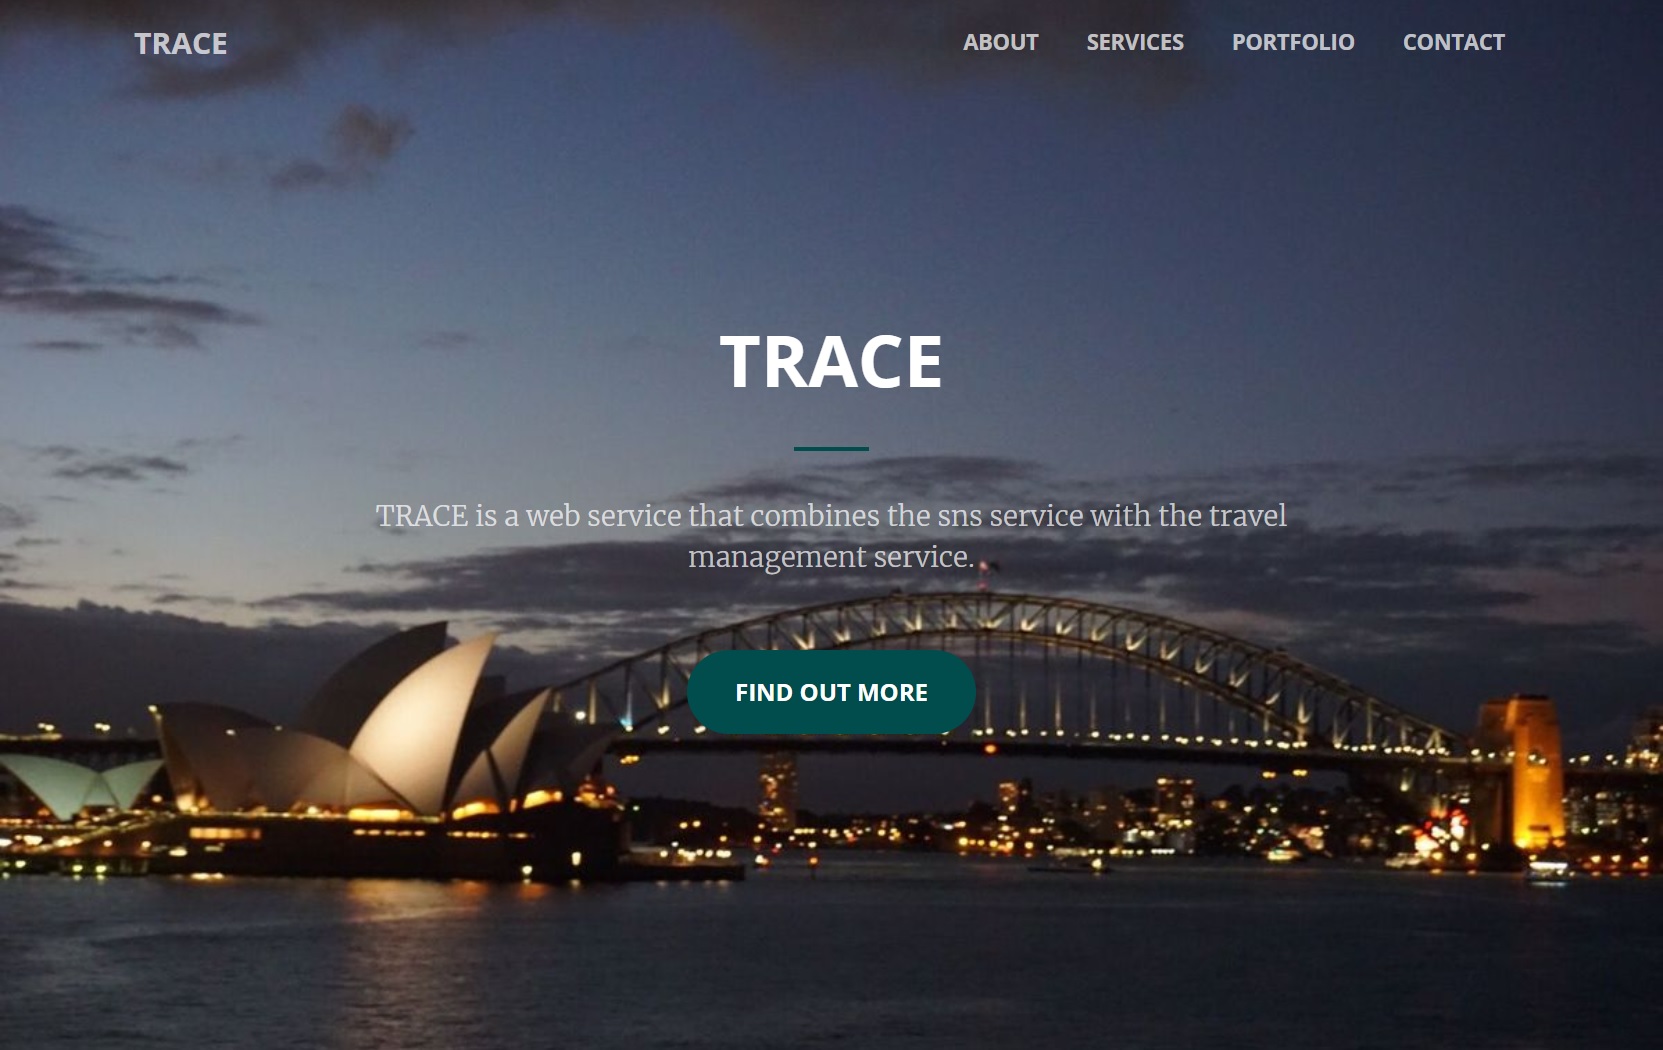 TRACE
ABOUT SERVICES PORTFOLIO CONTACT
TRACE
TRACE is a web service that combines the sns service with the travel
management service.
FIND OUT MORE